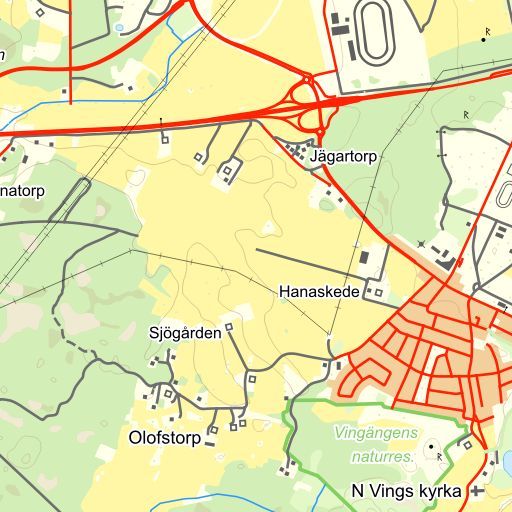 n
R
R
Jägartorp
natorp
Hanaskede
Sjögården
Olofstorp
Vingängens
naturres.
R
R
N Vings kyrka